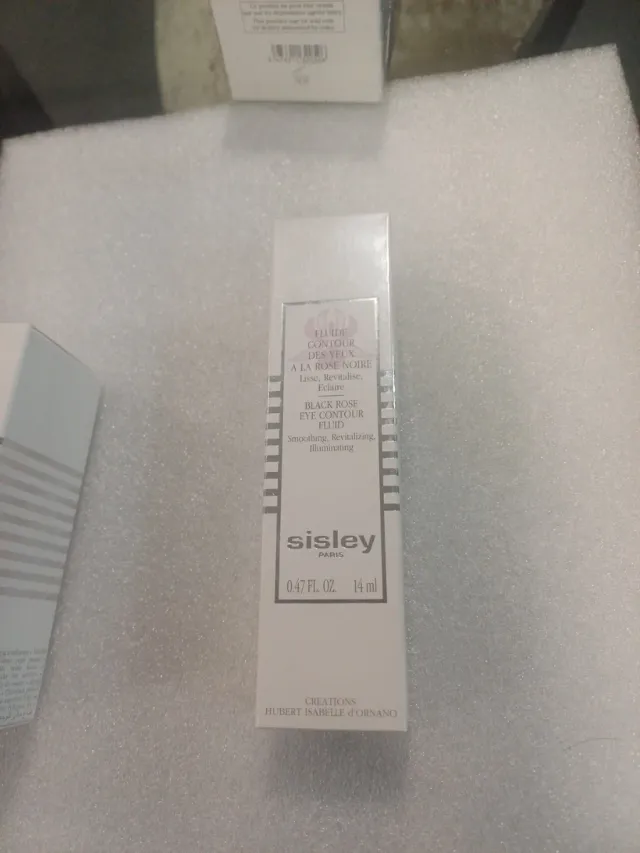 FLUIDE
CONTOUR
DES YEUX
A LA ROSE NOIRE
Lisse, Revitalise,
Eclaire
BLACK ROSE
EYE CONTOUR
FLUID
Smoothing, Revitalizing,
Illuminating
sisley
PARIS
0.47 FL. OZ. 14 ml
CREATIONS
HUBERT ISABELLE d'ORNANO